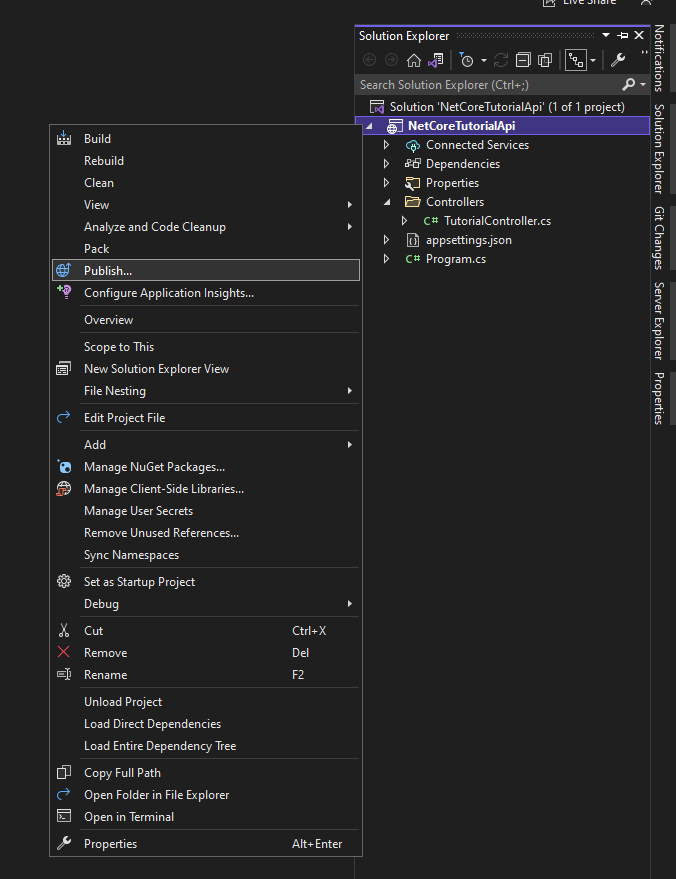 Live Share
Solution Explorer
Search Solution Explorer (Ctrl+;)
Solution 'NetCoreTutorialApi' (1 of 1 project)
NetCoreTutorialApi
Connected Services
Dependencies
Properties
Controllers
C# TutorialController.cs
appsettings.json
C# Program.cs
Build
Rebuild
Clean
View
Analyze and Code Cleanup
Pack
Publish...
Configure Application Insights...
Overview
Scope to This
New Solution Explorer View
File Nesting
Edit Project File
Add
Manage NuGet Packages...
Manage Client-Side Libraries...
Manage User Secrets
Remove Unused References...
Sync Namespaces
Set as Startup Project
Debug
Cut Ctrl+X
Remove Del
Rename F2
Unload Project
Load Direct Dependencies
Load Entire Dependency Tree
Copy Full Path
Open Folder in File Explorer
Open in Terminal
Properties Alt+Enter
Notifications
Solution Explorer
Git Changes
Server Explorer
Properties